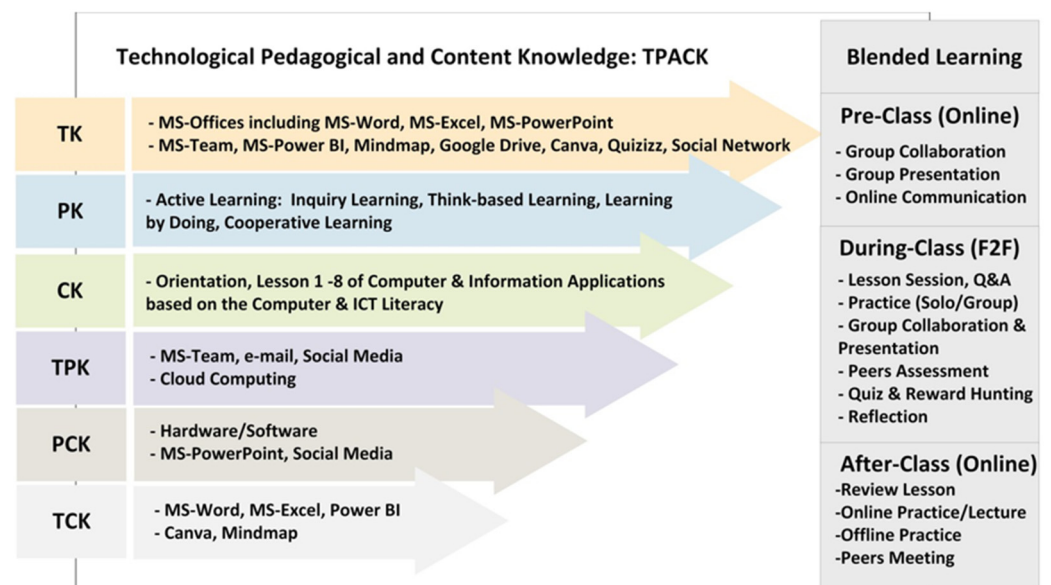 Technological Pedagogical and Content Knowledge: TPACK
TK
- MS-Offices including MS-Word, MS-Excel, MS-PowerPoint
- MS-Team, MS-Power BI, Mindmap, Google Drive, Canva, Quizizz, Social Network
PK
- Active Learning: Inquiry Learning, Think-based Learning, Learning
by Doing, Cooperative Learning
CK
- Orientation, Lesson 1 -8 of Computer & Information Applications
based on the Computer & ICT Literacy
TPK
- MS-Team, e-mail, Social Media
- Cloud Computing
PCK
- Hardware/Software
- MS-PowerPoint, Social Media
TCK
- MS-Word, MS-Excel, Power BI
- Canva, Mindmap
Blended Learning
Pre-Class (Online)
- Group Collaboration
- Group Presentation
- Online Communication
During-Class (F2F)
- Lesson Session, Q&A
- Practice (Solo/Group)
- Group Collaboration &
Presentation
- Peers Assessment
- Quiz & Reward Hunting
- Reflection
After-Class (Online)
-Review Lesson
-Online Practice/Lecture
-Offline Practice
-Peers Meeting